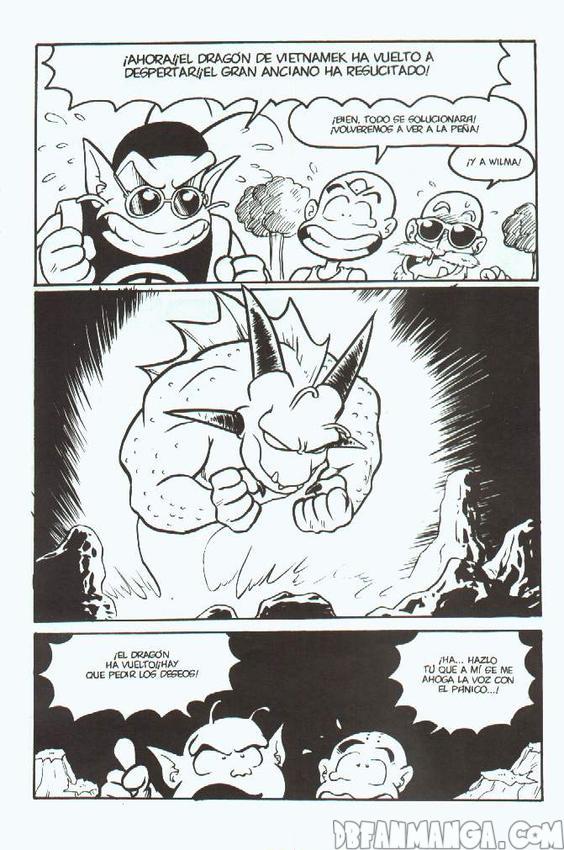 ¡AHORA!¡EL DRAGÓN DE VIETNAMEK HA VUELTO A
DESPERTAR!¡EL GRAN ANCIANO HA RESUCITADO!
¡BIEN, TODO SE SOLUCIONARA!
¡VOLVEREMOS A VER A LA PEÑA!
¡Y A WILMA!
¡EL DRAGÓN
HA VUELTO!¡HAY
QUE PEDIR LOS DESEOS!
¡HA... HAZLO
TÚ QUE A MÍ SE ME
AHOGA LA VOZ CON
EL PÁNICO...!
DBFANMANGA.COM